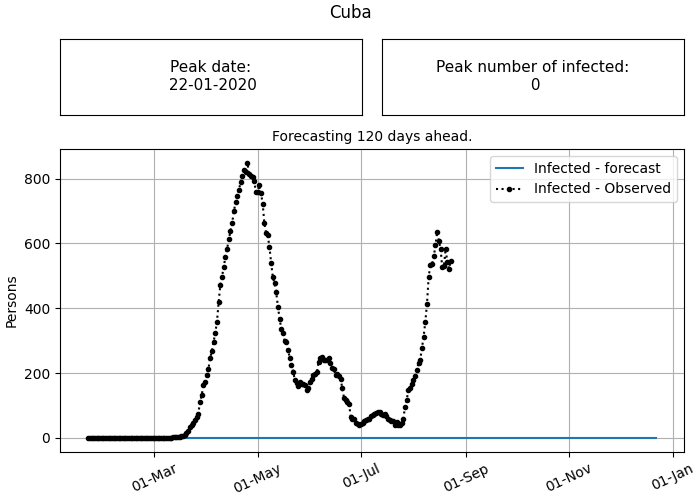 Cuba
Peak date:
22-01-2020
Peak number of infected:
0
Forecasting 120 days ahead.
Infected - forecast
Infected - Observed
Persons
800
600
400
200
0
01-Mar
01-May
01-Jul
01-Sep
01-Nov
01-Jan